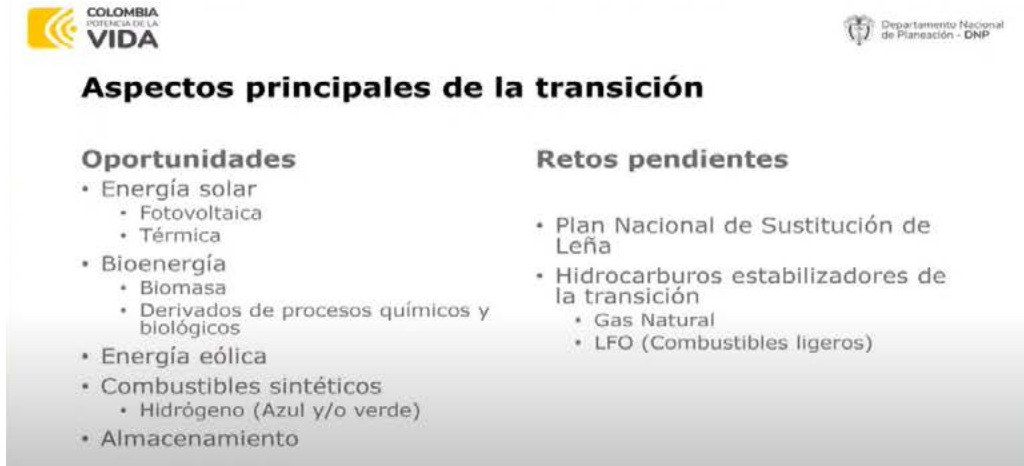 COLOMBIA
POTENCIA DE LA
VIDA
Departamento Nacional
de Planeación - DNP
Aspectos principales de la transición
Oportunidades
• Energía solar
• Fotovoltaica
• Térmica
• Bioenergía
• Biomasa
• Derivados de procesos químicos y
biológicos
• Energía eólica
• Combustibles sintéticos
• Hidrógeno (Azul y/o verde)
• Almacenamiento
Retos pendientes
• Plan Nacional de Sustitución de
Leña
• Hidrocarburos estabilizadores de
la transición
• Gas Natural
• LFO (Combustibles ligeros)